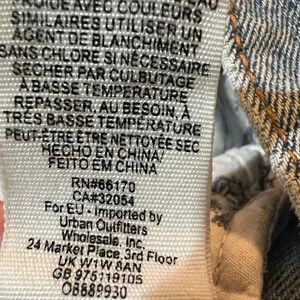 FROIDE AVEC COULEURS
SIMILAIRES UTILISER UN
AGENT DE BLANCHIMENT
SANS CHLORE SI NÉCESSAIRE
SÉCHER PAR CULBUTAGE
À BASSE TEMPÉRATURE
REPASSER, AU BESOIN, À
TRÈS BASSE TEMPÉRATURE
PEUT-ÊTRE ÊTRE NETTOYÉE SEC
HECHO EN CHINA/
FEITO EM CHINA/
RN#66170
CA#32054
For EU - Imported by
Urban Outfitters
Wholesale, Inc.
24 Market Place, 3rd Floor
UK W1W 8AN
GB 975119105
O8689930